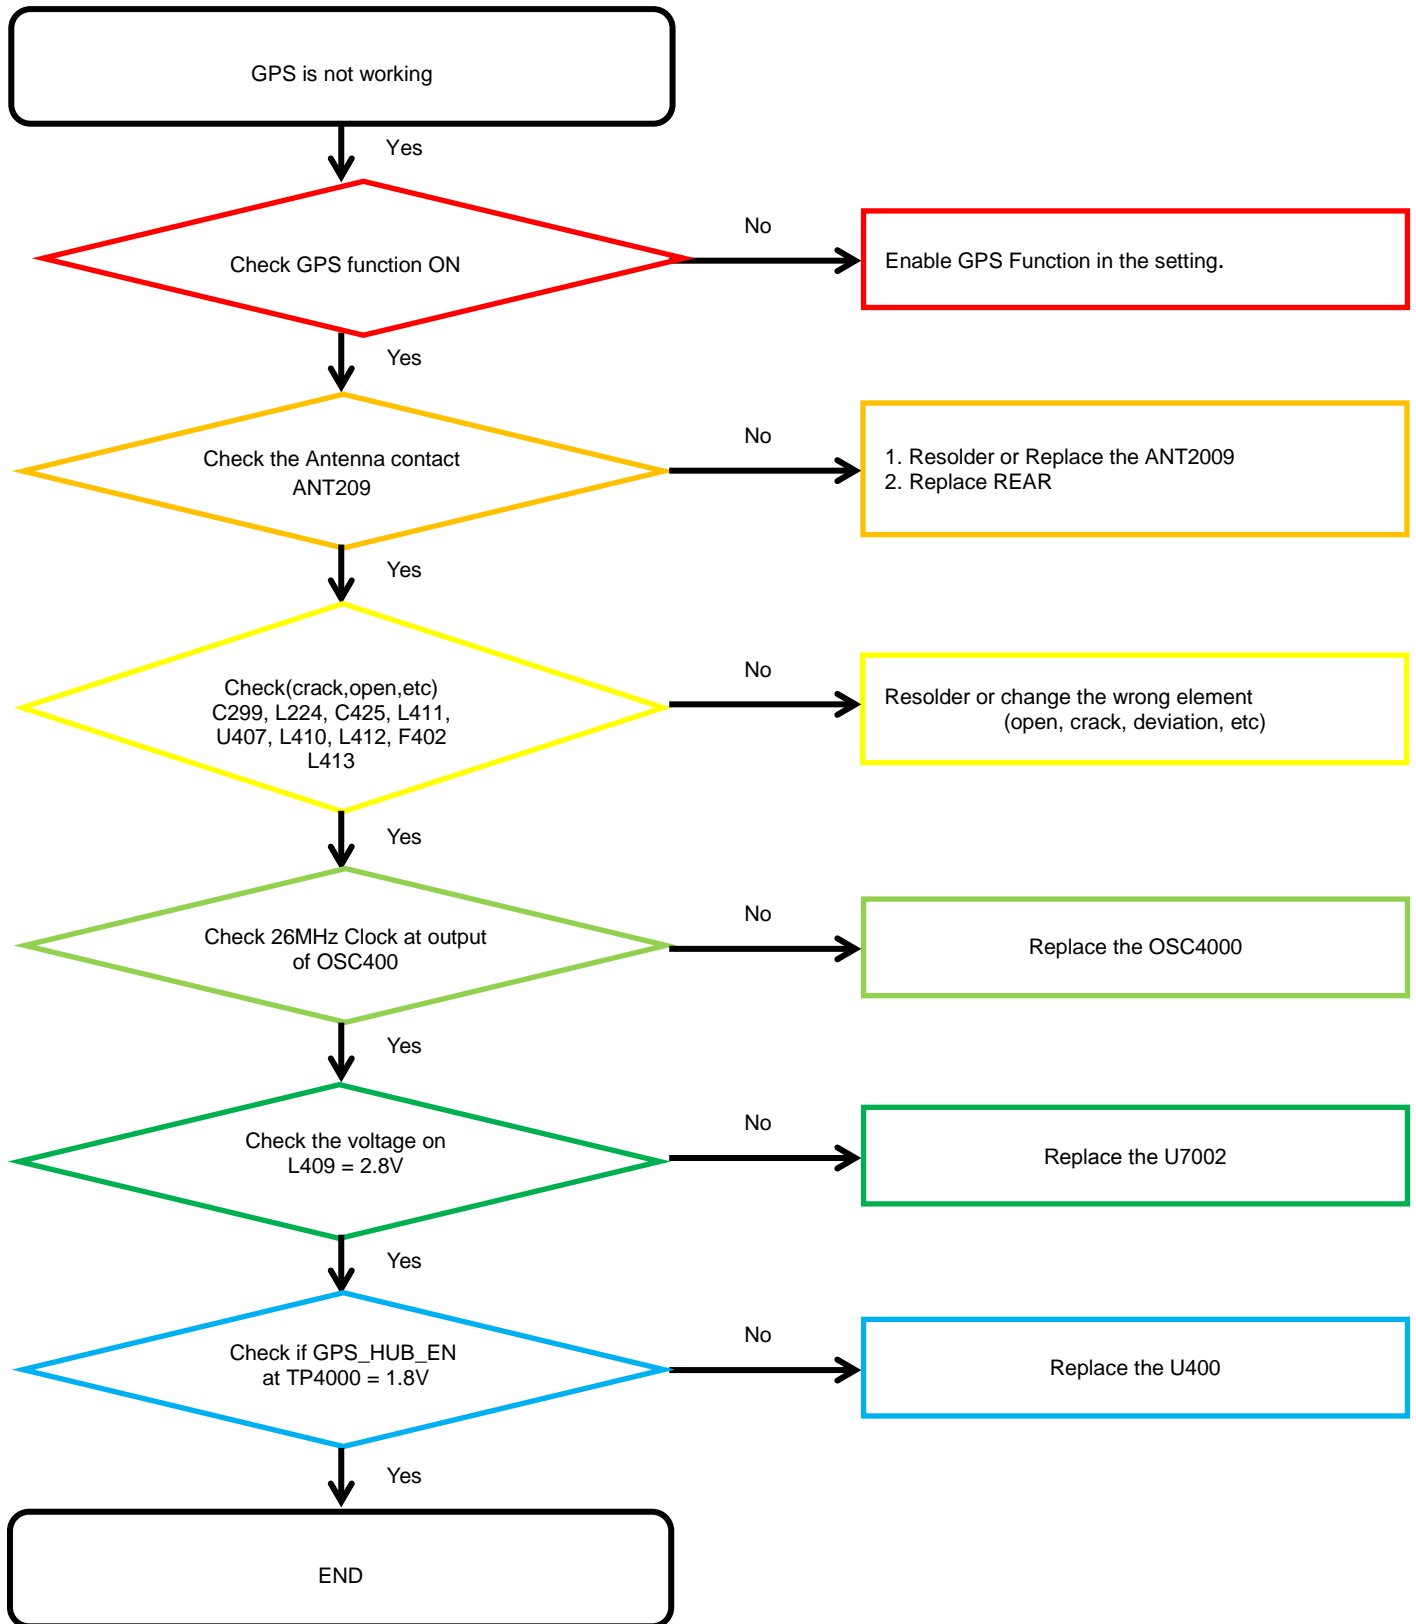 GPS is not working
Yes
Check GPS function ON
No
Enable GPS Function in the setting.
Yes
Check the Antenna contact
ANT209
No
1. Resolder or Replace the ANT2009
2. Replace REAR
Yes
Check(crack,open,etc)
C299, L224, C425, L411,
U407, L410, L412, F402
L413
No
Resolder or change the wrong element
(open, crack, deviation, etc)
Yes
Check 26MHz Clock at output
of OSC400
No
Replace the OSC4000
Yes
Check the voltage on
L409 = 2.8V
No
Replace the U7002
Yes
Check if GPS_HUB_EN
at TP4000 = 1.8V
No
Replace the U400
Yes
END